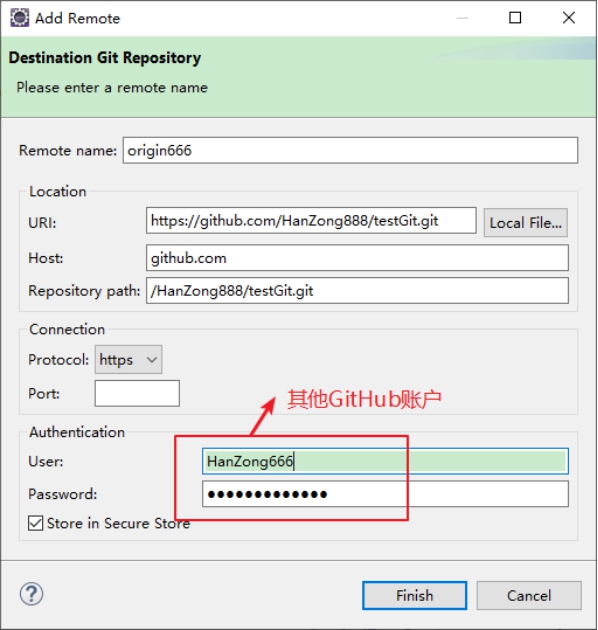 Add Remote
Destination Git Repository
Please enter a remote name
Remote name: origin666
Location
URI: https://github.com/HanZong888/testGit.git Local File...
Host: github.com
Repository path: /HanZong888/testGit.git
Connection
Protocol: https
Port:
其他GitHub账户
Authentication
User: HanZong666
Password: ●●●●●●●●●●●●●
Store in Secure Store
Finish Cancel